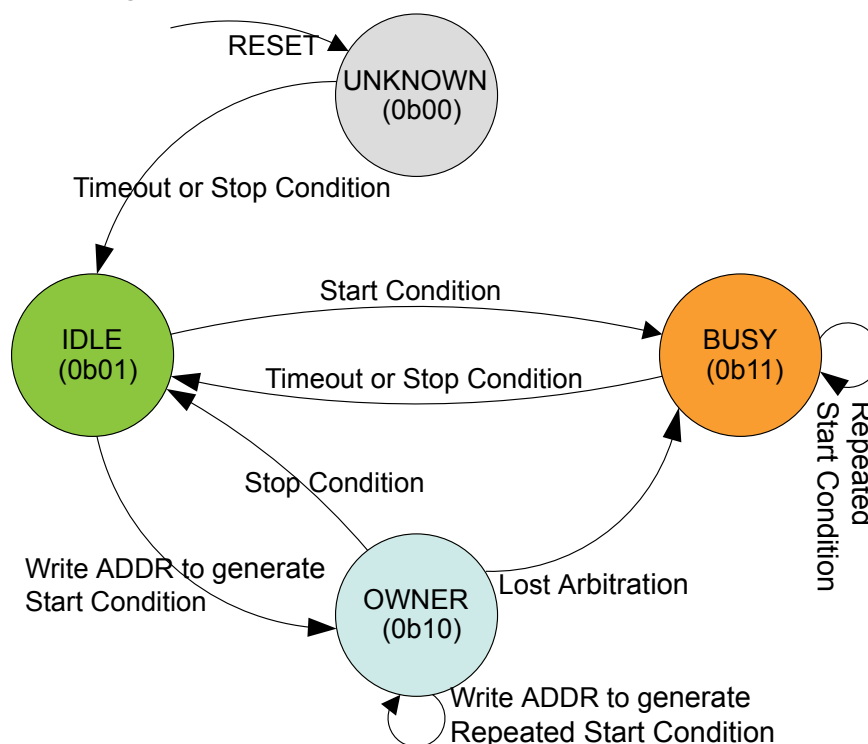 RESET
UNKNOWN
(0b00)
Timeout or Stop Condition
Start Condition
IDLE
(0b01)
BUSY
(0b11)
Timeout or Stop Condition
Repeated
Start Condition
Stop Condition
Write ADDR to generate
Start Condition
Lost Arbitration
OWNER
(0b10)
Write ADDR to generate
Repeated Start Condition